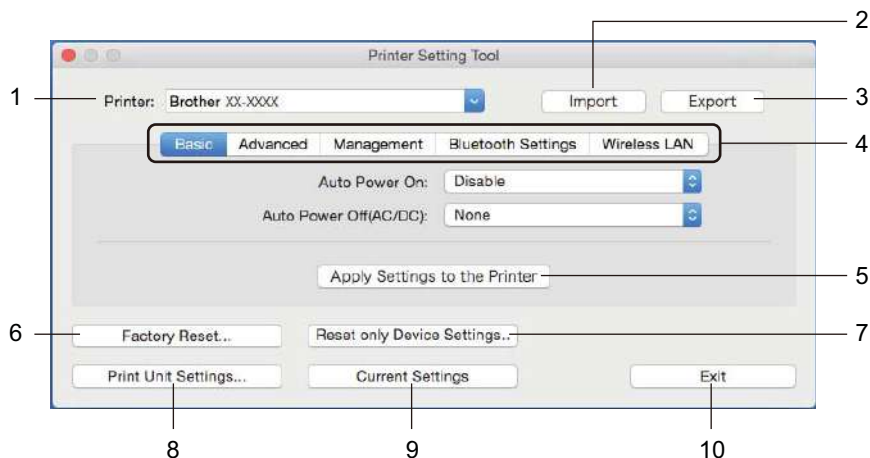 2
Printer Setting Tool
1 Printer: Brother XX-XXXX Import Export 3
Basic Advanced Management Bluetooth Settings Wireless LAN 4
Auto Power On: Disable
Auto Power Off(AC/DC): None
Apply Settings to the Printer 5
6 Factory Reset... Reset only Device Settings.. 7
Print Unit Settings... Current Settings Exit
8 9 10